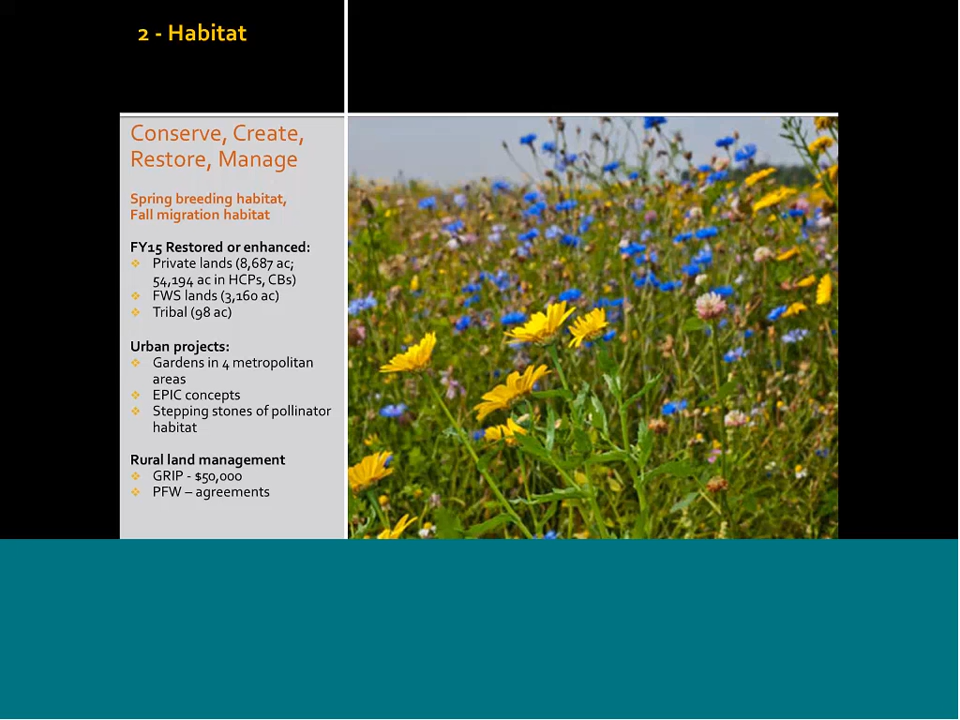 2 - Habitat
Conserve, Create,
Restore, Manage
Spring breeding habitat,
Fall migration habitat
FY15 Restored or enhanced:
❖ Private lands (8,687 ac;
54,194 ac in HCPs, CBs)
❖ FWS lands (3,160 ac)
❖ Tribal (98 ac)
Urban projects:
❖ Gardens in 4 metropolitan
areas
❖ EPIC concepts
❖ Stepping stones of pollinator
habitat
Rural land management
❖ GRIP - $50,000
❖ PFW – agreements